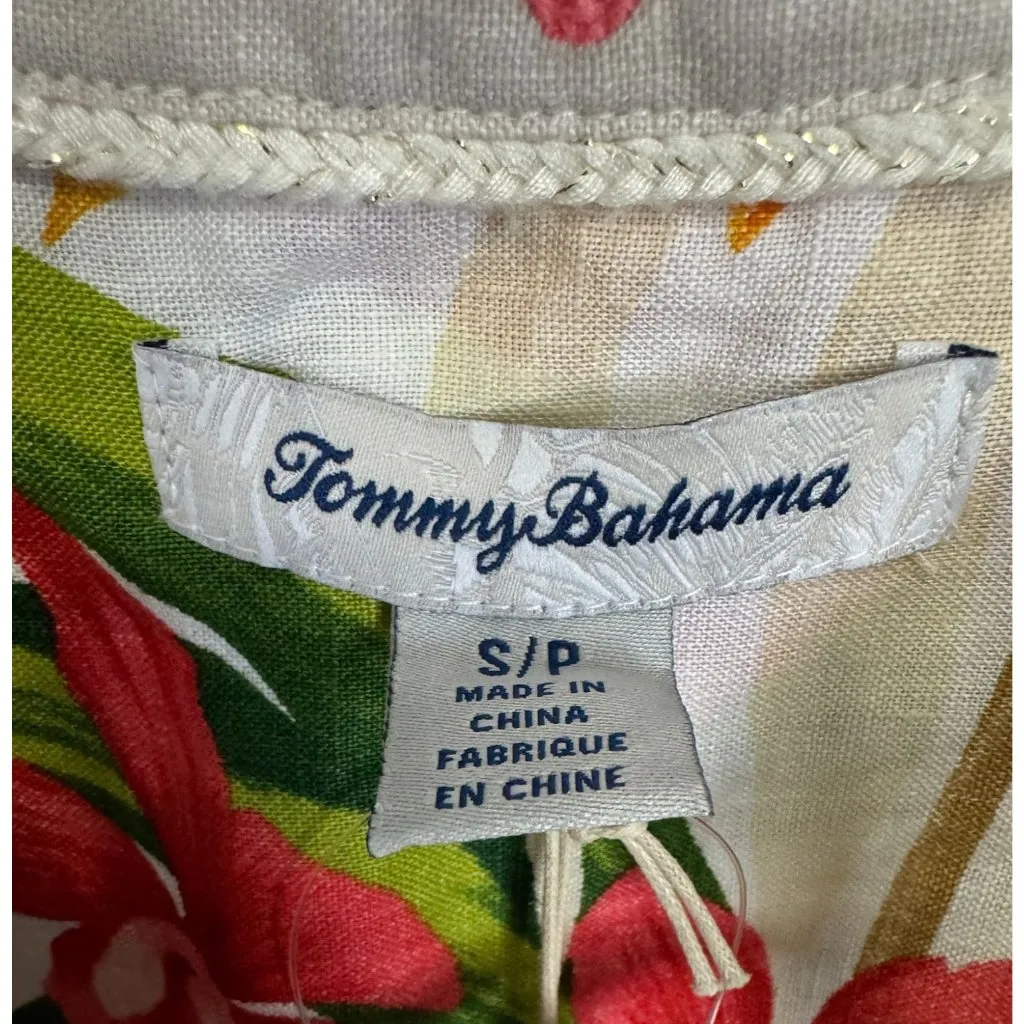 Tommy Bahama
S/P
MADE IN
CHINA
FABRIQUE
EN CHINE